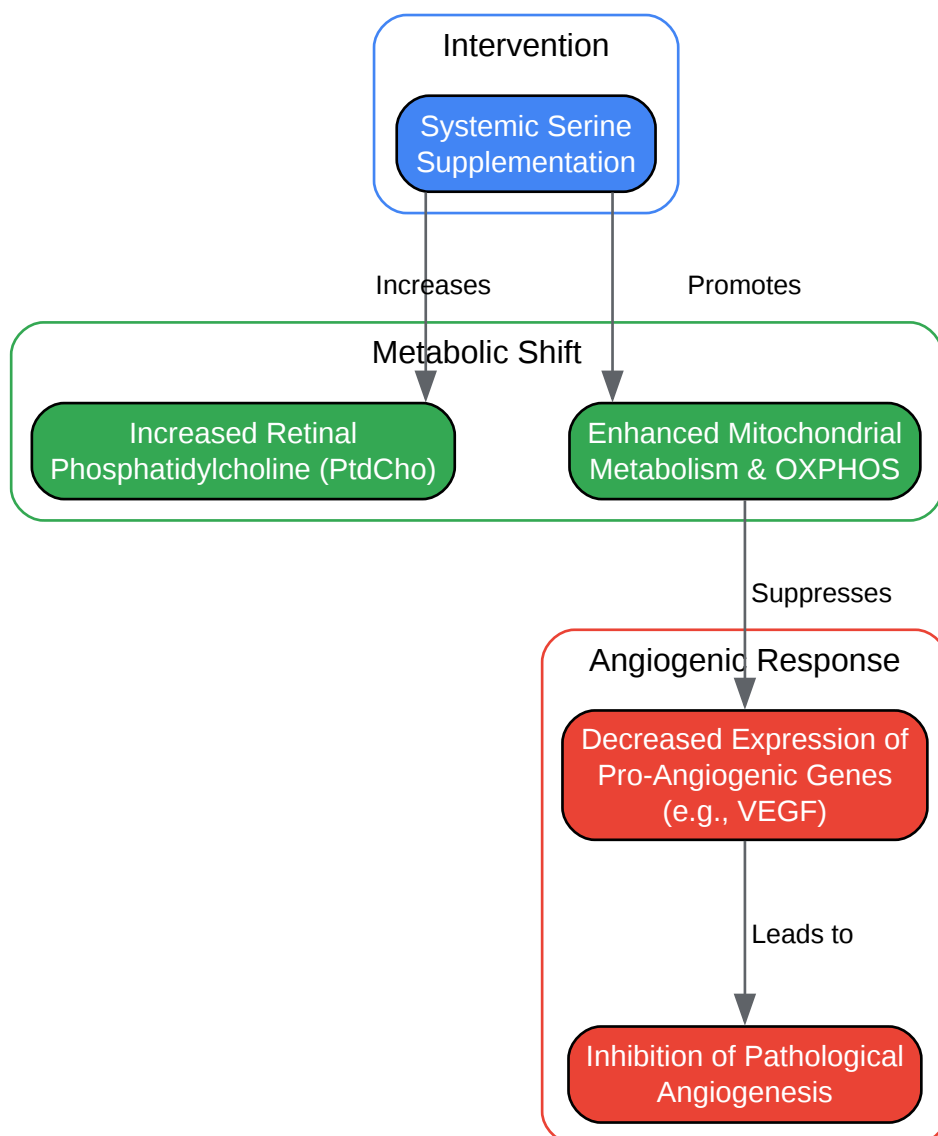 Intervention
Systemic Serine
Supplementation
Increases
Promotes
Metabolic Shift
Increased Retinal
Phosphatidylcholine (PtdCho)
Enhanced Mitochondrial
Metabolism & OXPHOS
Suppresses
Angiogenic Response
Decreased Expression of
Pro-Angiogenic Genes
(e.g., VEGF)
Leads to
Inhibition of Pathological
Angiogenesis